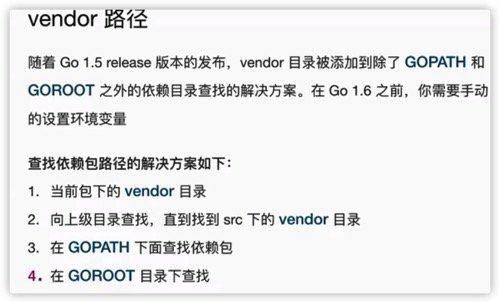 vendor 路径
随着 Go 1.5 release 版本的发布，vendor 目录被添加到除了 GOPATH 和
GOROOT 之外的依赖目录查找的解决方案。在 Go 1.6 之前，你需要手动
的设置环境变量
查找依赖包路径的解决方案如下：
1. 当前包下的 vendor 目录
2. 向上级目录查找，直到找到 src 下的 vendor 目录
3. 在 GOPATH 下面查找依赖包
4. 在 GOROOT 目录下查找